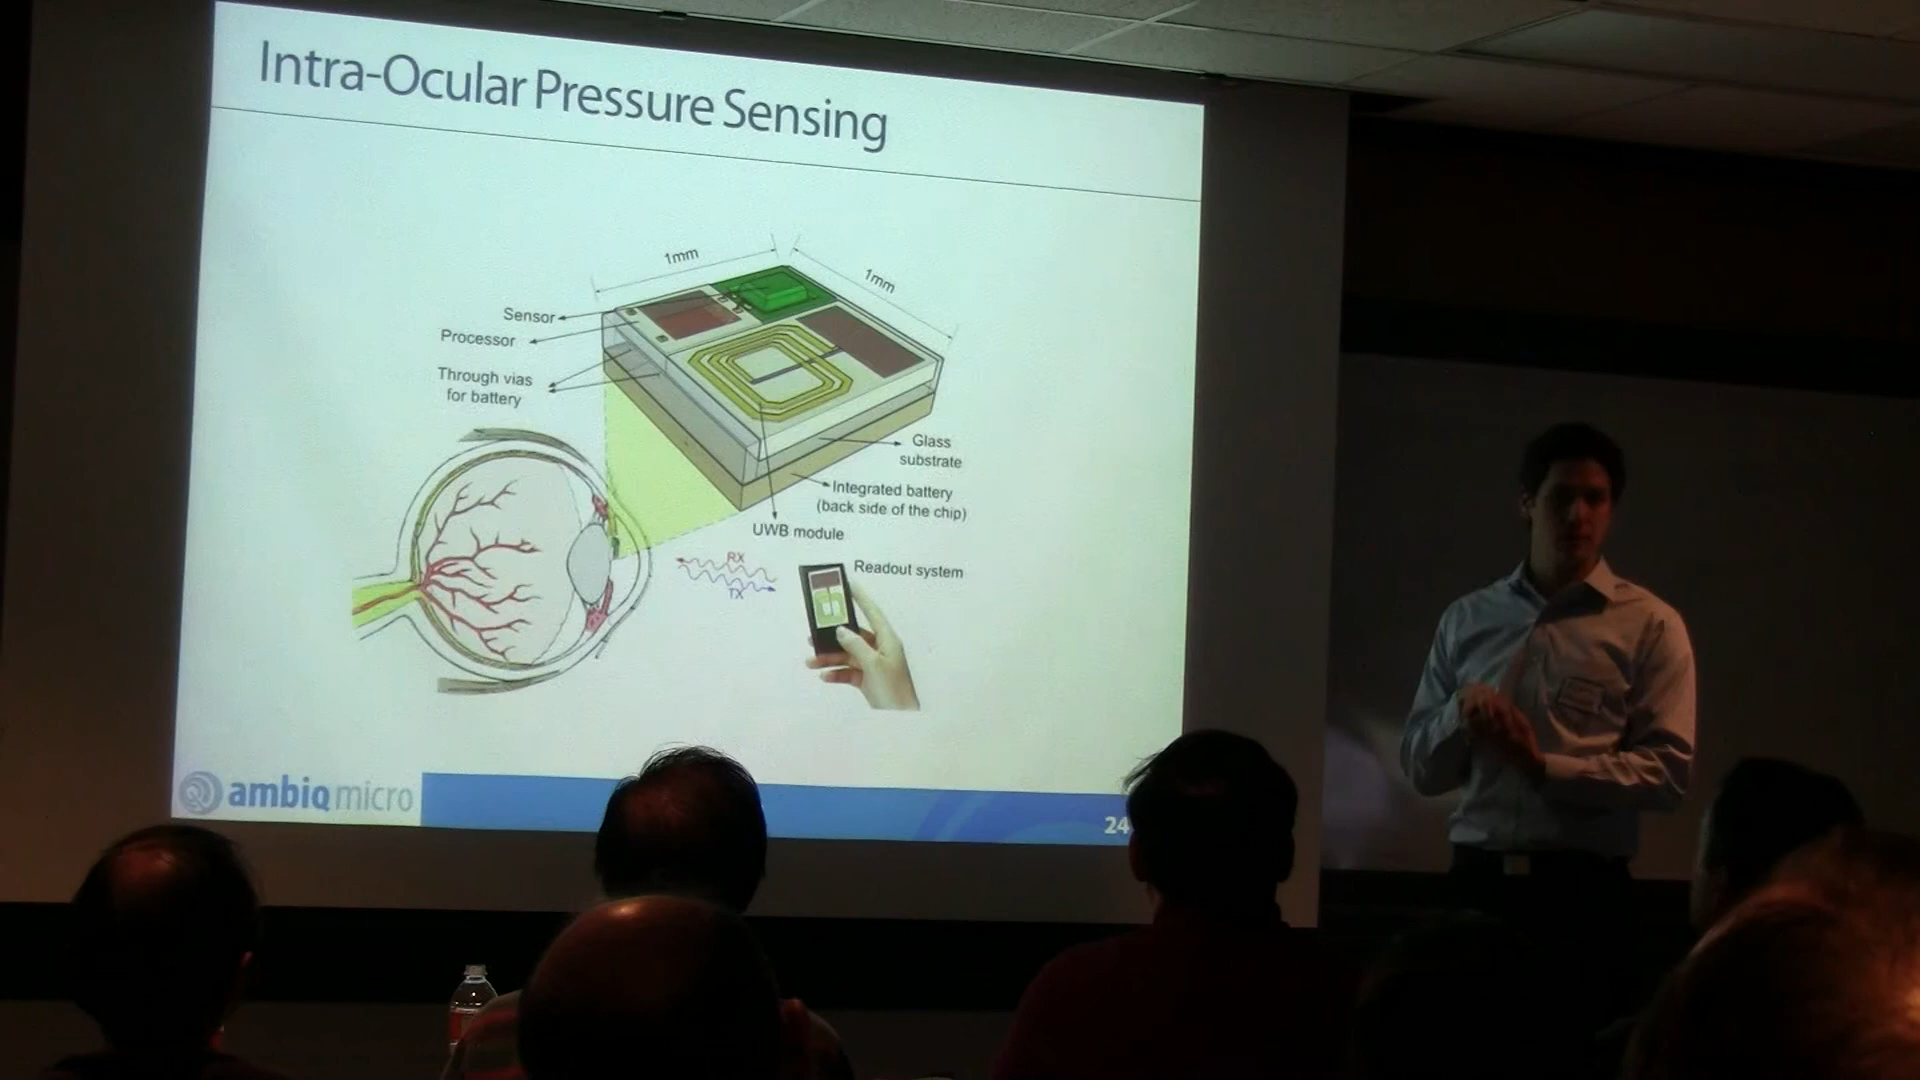 Intra-Ocular Pressure Sensing
1mm
1mm
Sensor
Processor
Through vias
for battery
Glass
substrate
Integrated battery
(back side of the chip)
UWB module
RX
TX
Readout system
ambiq micro
24